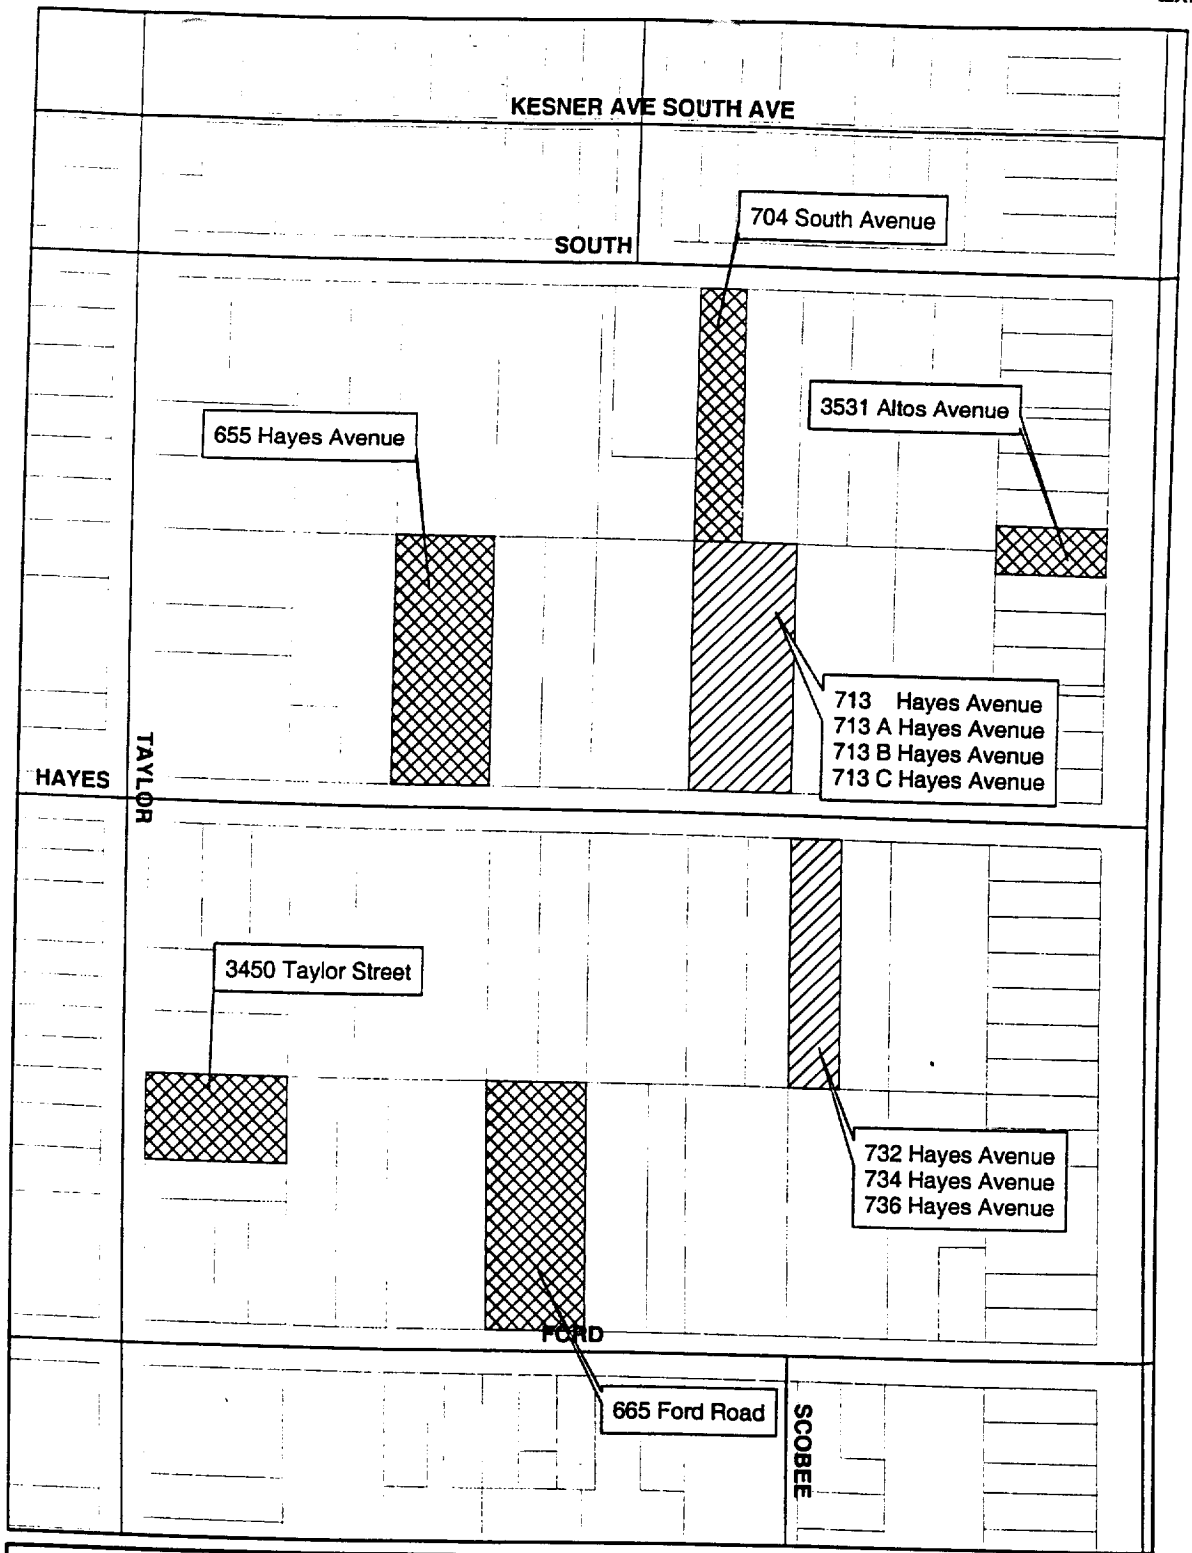 KESNER AVE SOUTH AVE
704 South Avenue
SOUTH
3531 Altos Avenue
655 Hayes Avenue
713 Hayes Avenue
713 A Hayes Avenue
713 B Hayes Avenue
713 C Hayes Avenue
TAYLOR
HAYES
3450 Taylor Street
732 Hayes Avenue
734 Hayes Avenue
736 Hayes Avenue
FORD
665 Ford Road
SCOBEE